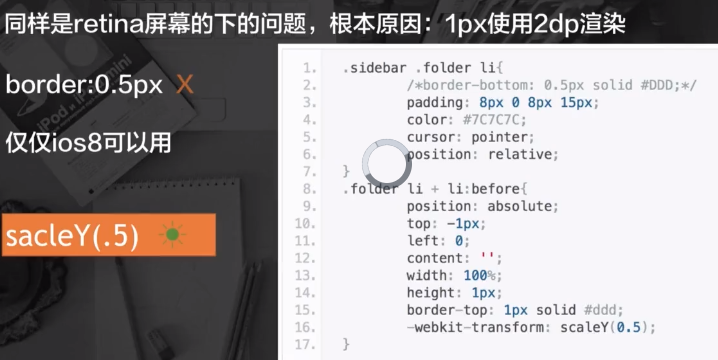 同样是retina屏幕的下的问题，根本原因：1px使用2dp渲染
border:0.5px X
仅仅ios8可以用
sacleY(.5)
1. .sidebar .folder li{
2. /*border-bottom: 0.5px solid #DDD;*/
3. padding: 8px 0 8px 15px;
4. color: #7C7C7C;
5. cursor: pointer;
6. position: relative;
7. }
8. .folder li + li:before{
9. position: absolute;
10. top: -1px;
11. left: 0;
12. content: '';
13. width: 100%;
14. height: 1px;
15. border-top: 1px solid #ddd;
16. -webkit-transform: scaleY(0.5);
17. }